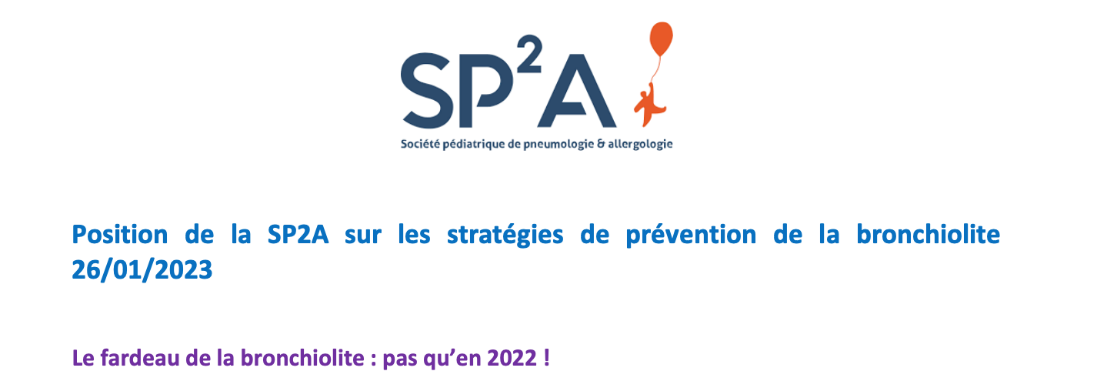 SP²A
Société pédiatrique de pneumologie & allergologie
Position de la SP2A sur les stratégies de prévention de la bronchiolite
26/01/2023
Le fardeau de la bronchiolite : pas qu’en 2022 !